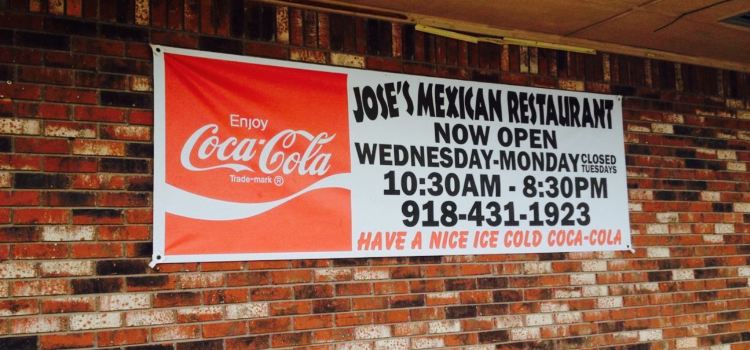 Enjoy
Coca-Cola
Trade-mark ®
JOSE'S MEXICAN RESTAURANT
NOW OPEN
WEDNESDAY-MONDAY CLOSED TUESDAYS
10:30AM - 8:30PM
918-431-1923
HAVE A NICE ICE COLD COCA-COLA